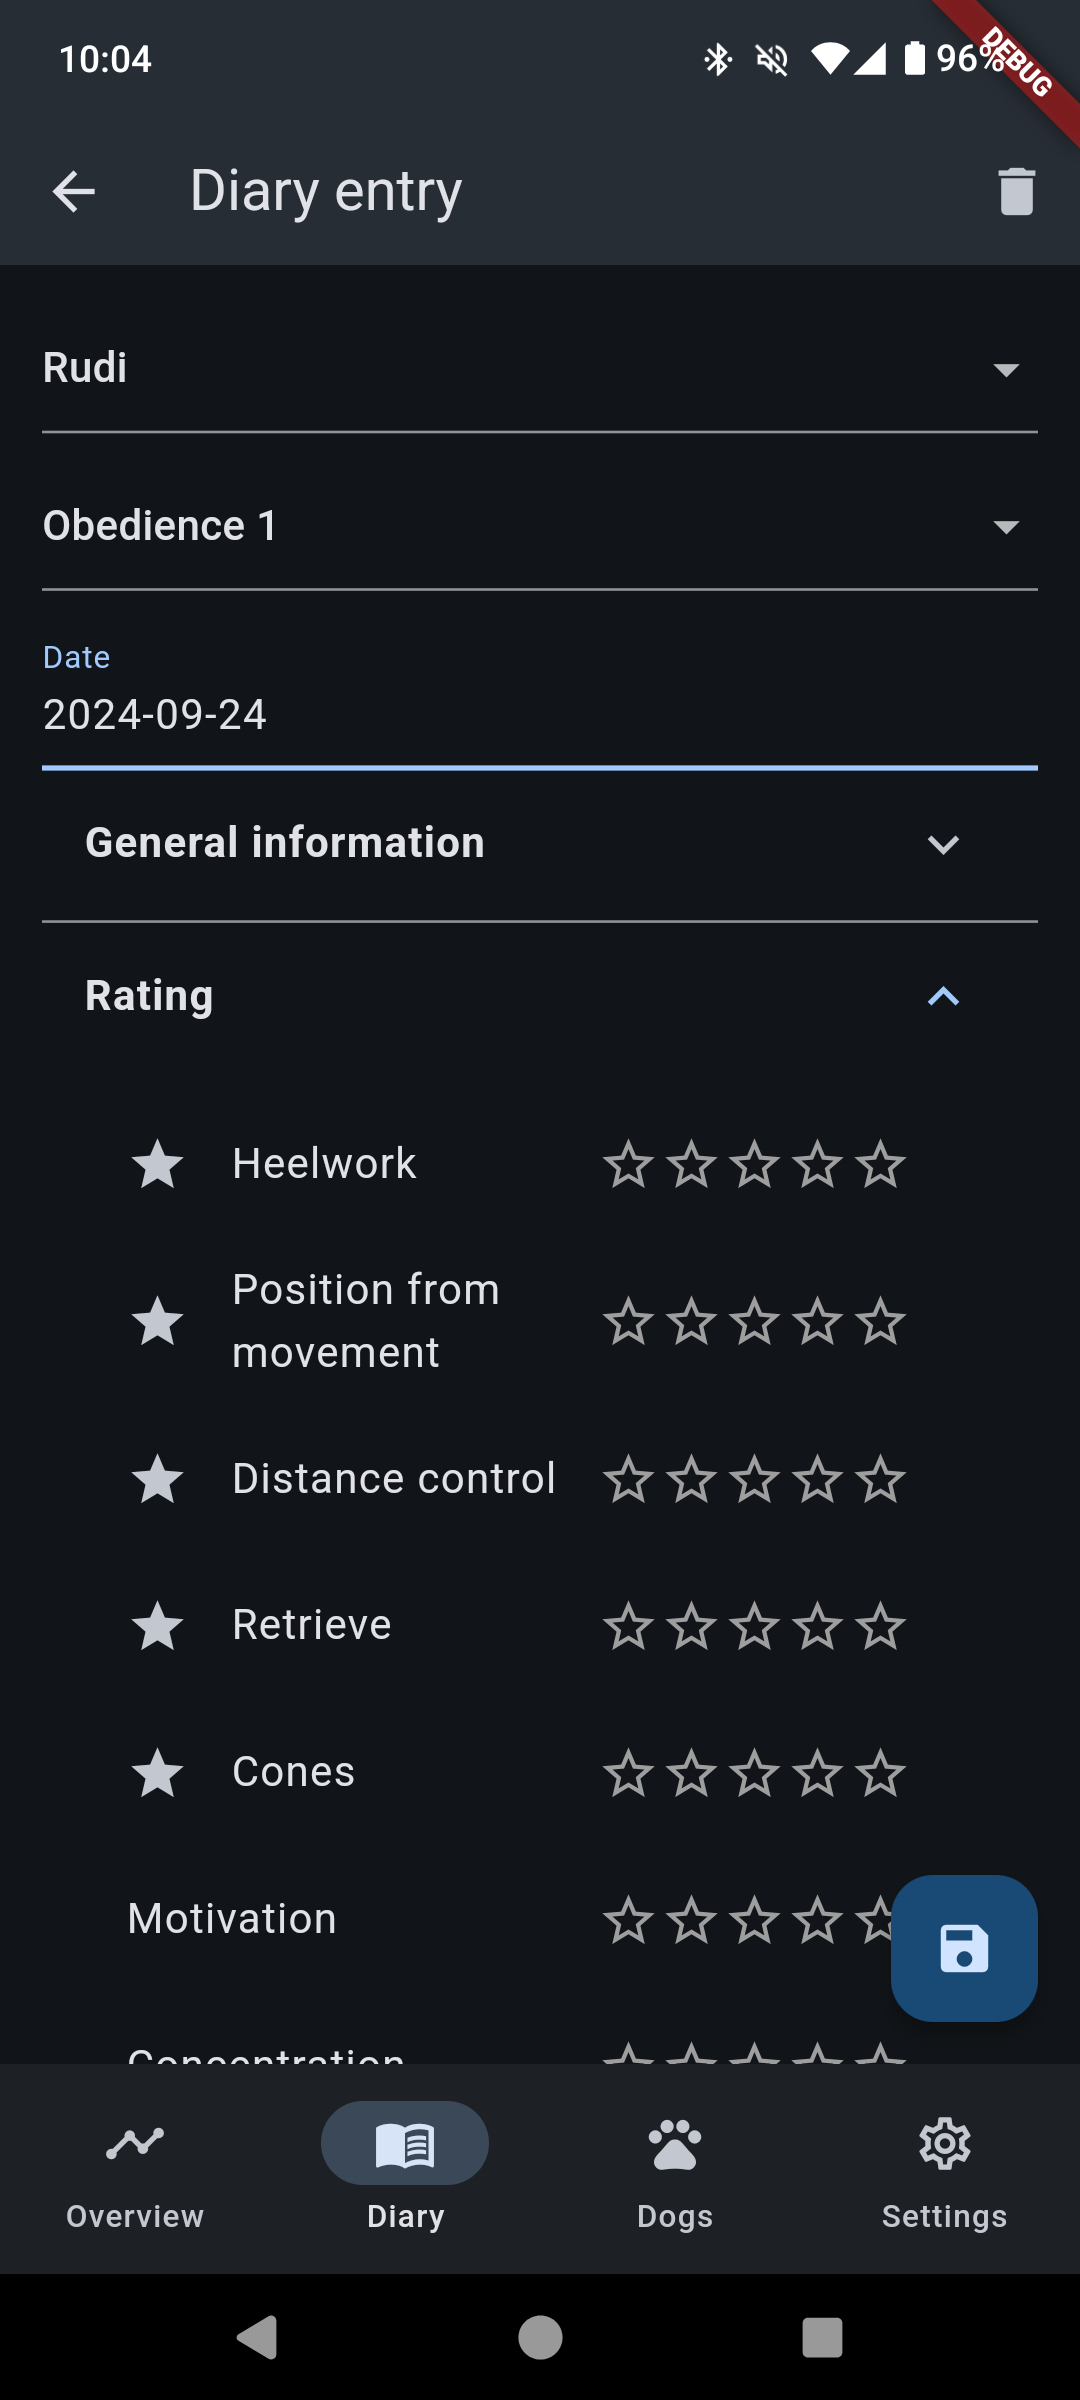 10:04
96%
DEBUG
Diary entry
Rudi
Obedience 1
Date
2024-09-24
General information
Rating
Heelwork
Position from
movement
Distance control
Retrieve
Cones
Motivation
Concentration
Overview
Diary
Dogs
Settings